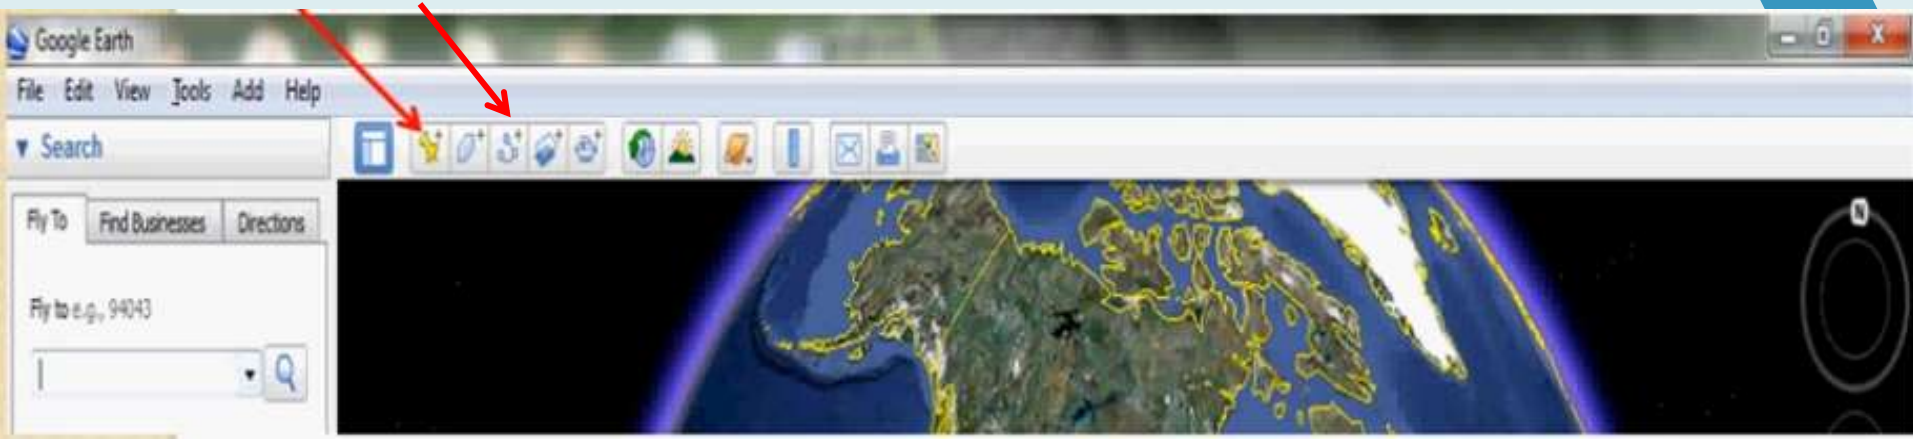 Google Earth
File Edit View Tools Add Help
Search
Fly To Find Businesses Directions
Fly to e.g., 94043
N